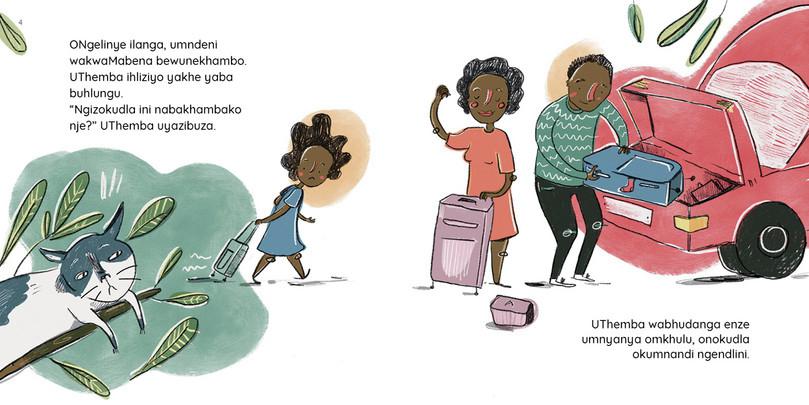 4
ONgelinye ilanga, umndeni
wakwaMabena bewunekhambo.
UThemba ihliziyo yakhe yaba
buhlungu.
“Ngizokudla ini nabakhambako
nje?” UThemba uyazibuza.
UThemba wabhudanga enze
umnyanya omkhulu, onokudla
okumnandi ngendlini.